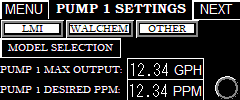 MENU PUMP 1 SETTINGS NEXT
LMI WALCHEM OTHER
MODEL SELECTION
PUMP 1 MAX OUTPUT: 12.34 GPH
PUMP 1 DESIRED PPM: 12.34 PPM